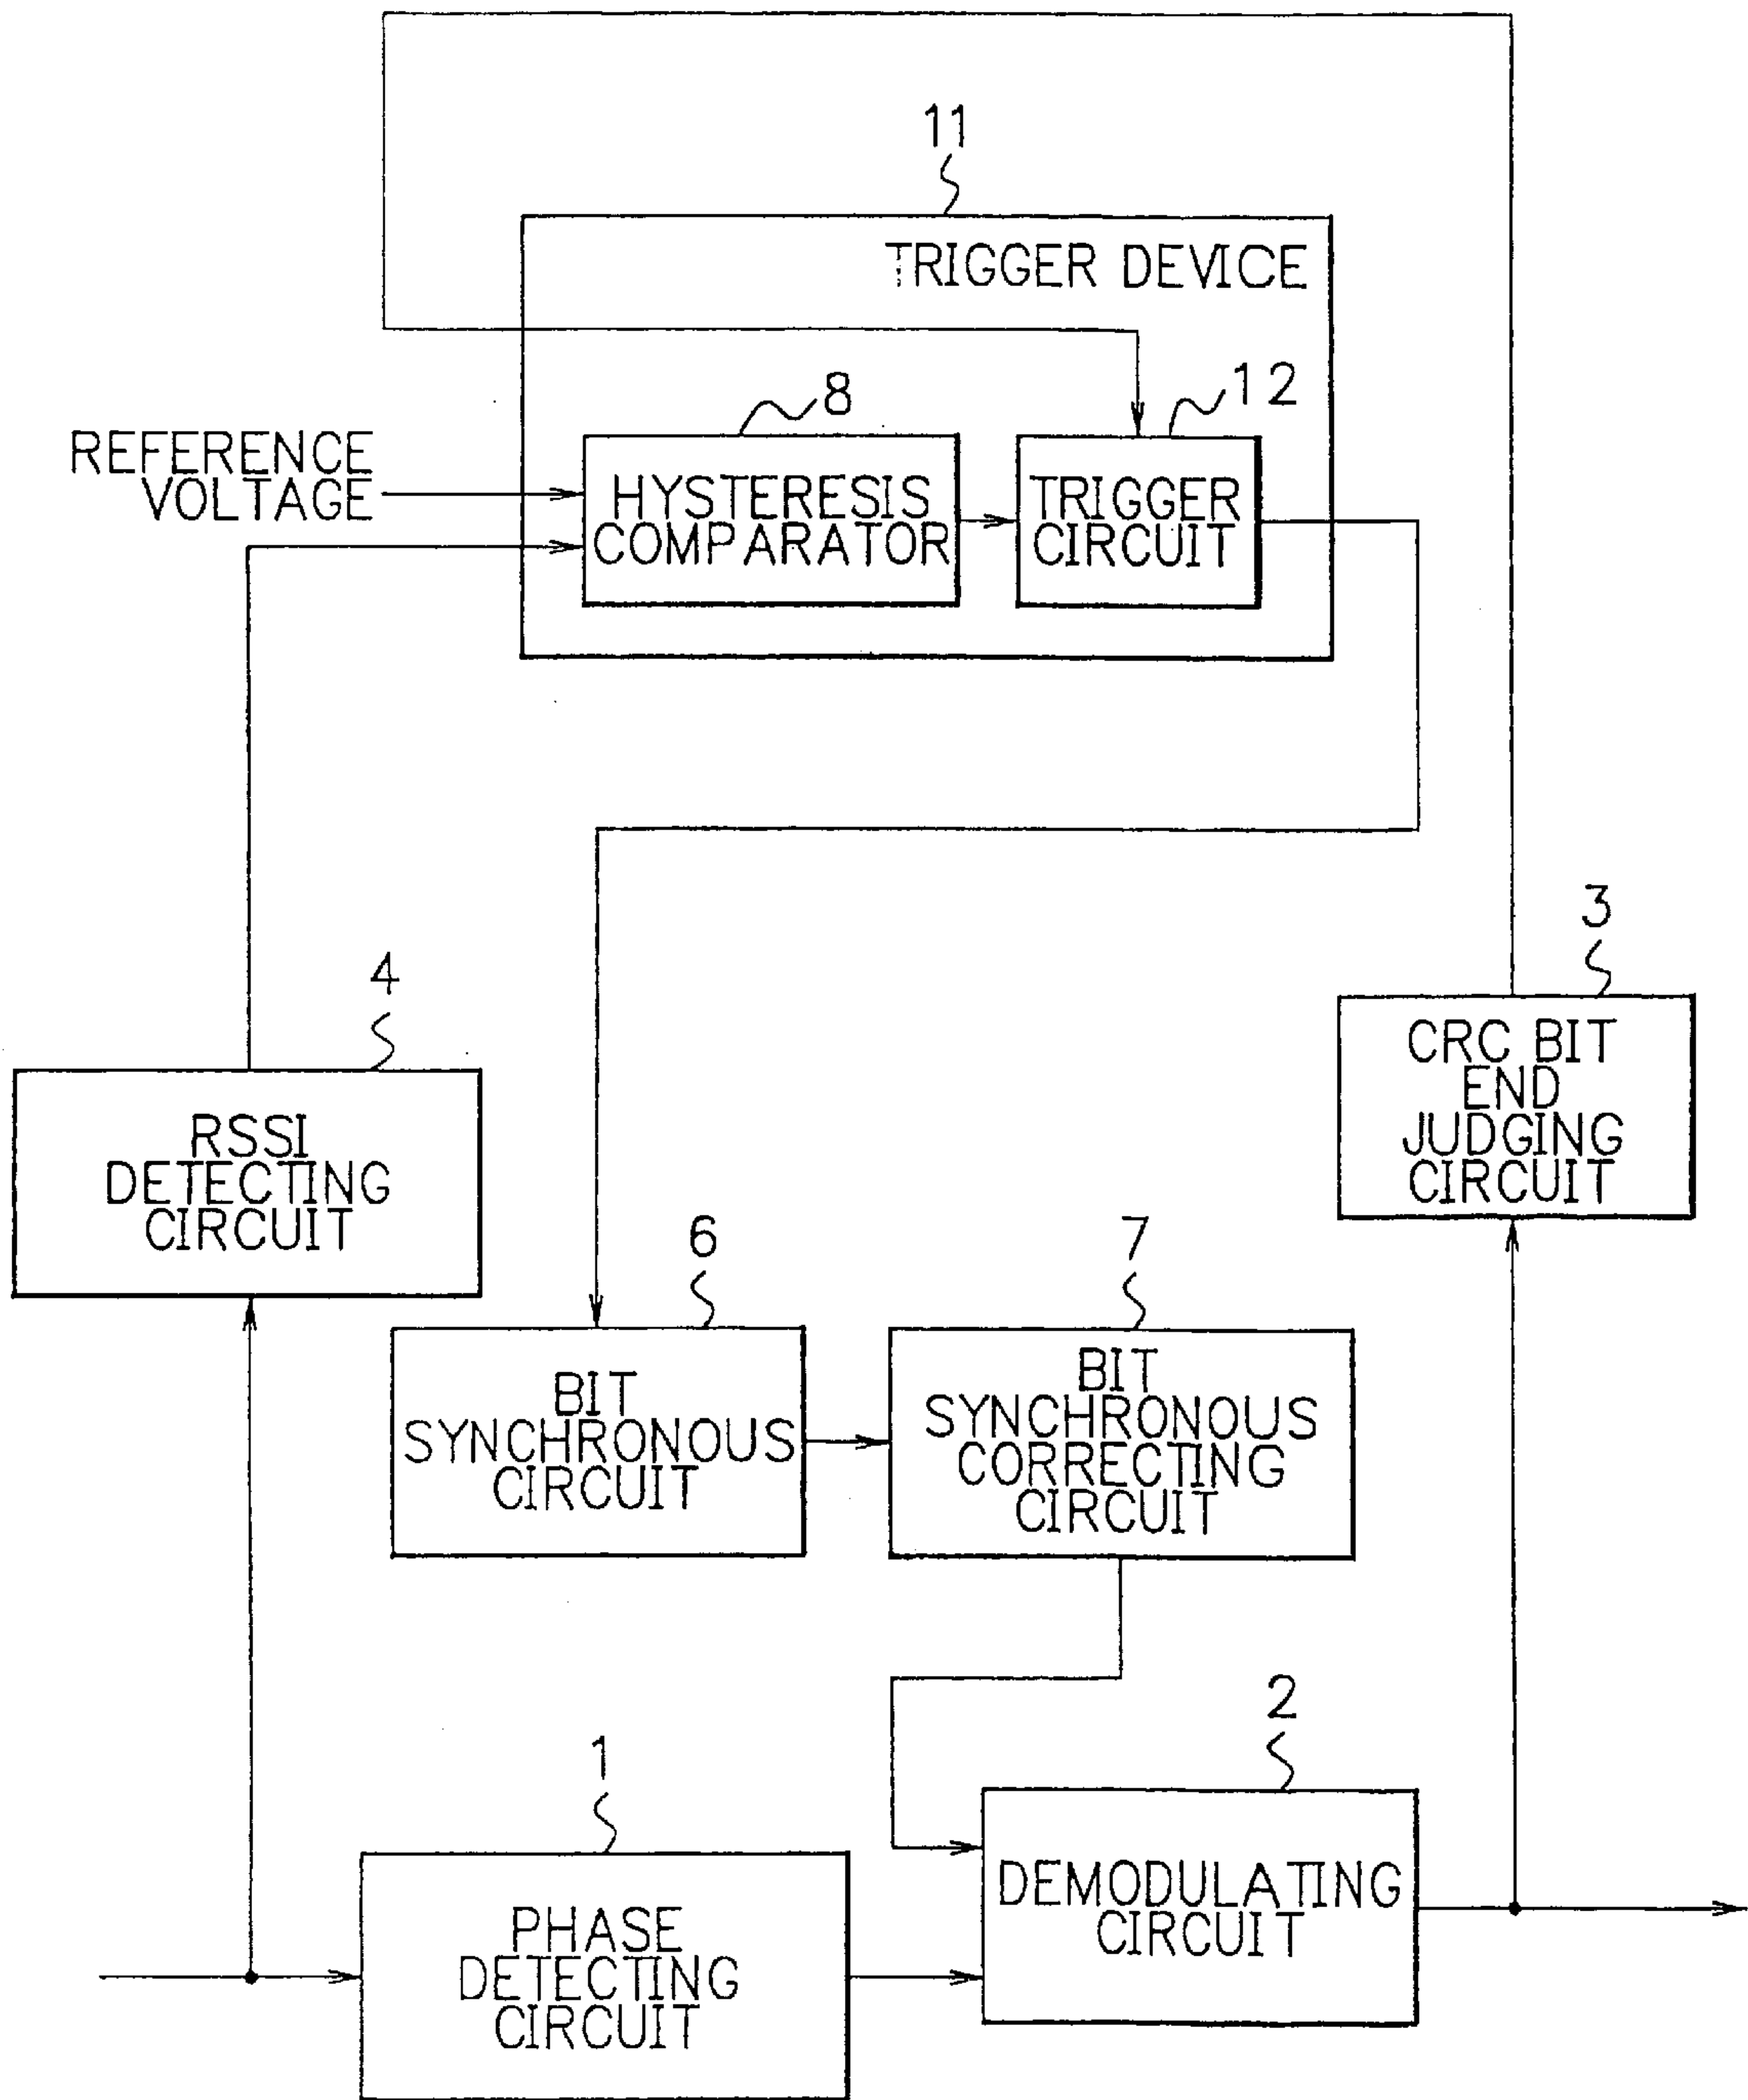 11
TRIGGER DEVICE
8
12
REFERENCE
VOLTAGE
HYSTERESIS
COMPARATOR
TRIGGER
CIRCUIT
3
4
CRC BIT
END
JUDGING
CIRCUIT
RSSI
DETECTING
CIRCUIT
6
7
BIT
SYNCHRONOUS
CIRCUIT
BIT
SYNCHRONOUS
CORRECTING
CIRCUIT
2
1
DEMODULATING
CIRCUIT
PHASE
DETECTING
CIRCUIT